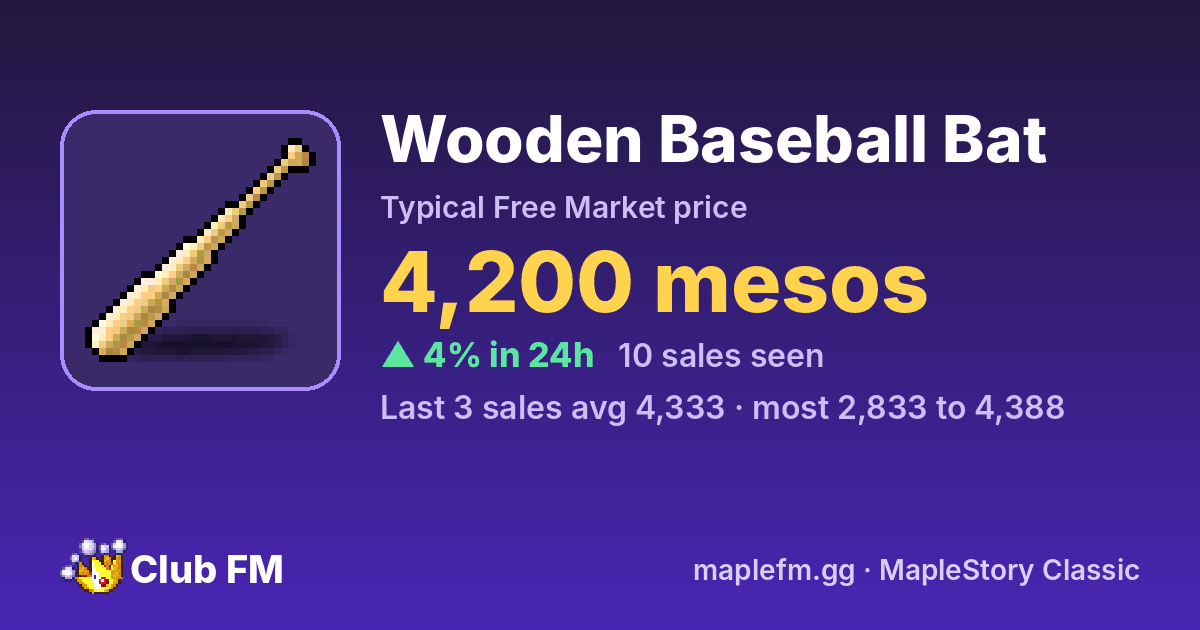 Wooden Baseball Bat
Typical Free Market price
4,200 mesos
▲ 4% in 24h 10 sales seen
Last 3 sales avg 4,333 · most 2,833 to 4,388
Club FM
maplefm.gg · MapleStory Classic